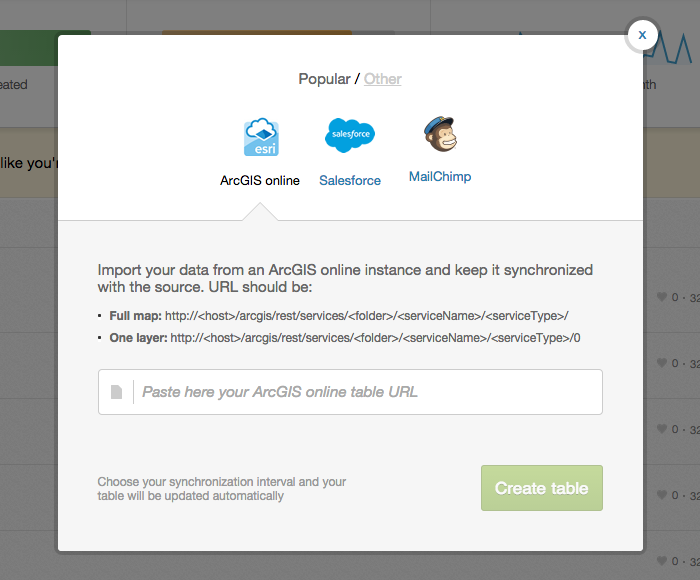 x
eated
nth
Popular / Other
esri
salesforce
ArcGIS online
Salesforce
MailChimp
like you'r
Import your data from an ArcGIS online instance and keep it synchronized
with the source. URL should be:
• Full map: http://<host>/arcgis/rest/services/<folder>/<serviceName>/<serviceType>/
• One layer: http://<host>/arcgis/rest/services/<folder>/<serviceName>/<serviceType>/0
Paste here your ArcGIS online table URL
Choose your synchronization interval and your
table will be updated automatically
Create table
0 · 32
0 · 32
0 · 32
0 · 32
0 · 32